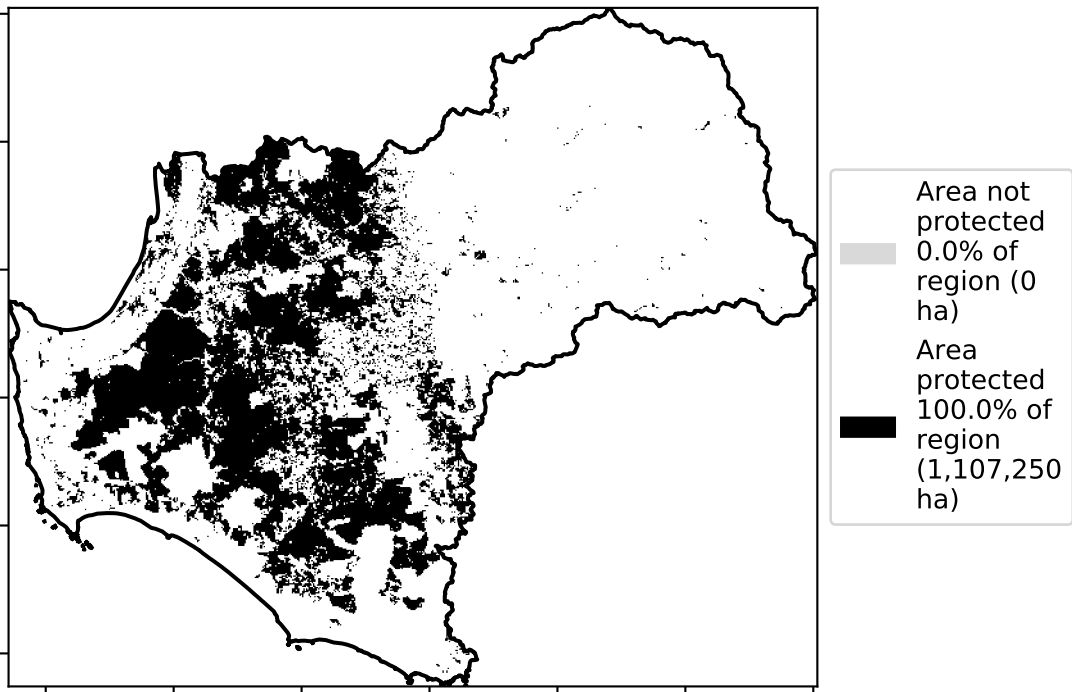 Area not
protected
0.0% of
region (0
ha)
Area
protected
100.0% of
region
(1,107,250
ha)